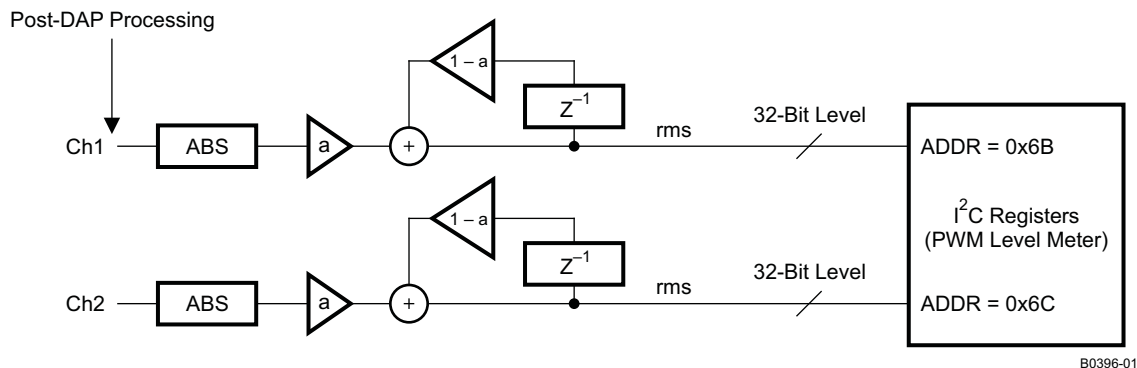 Post-DAP Processing
1 – a
Z⁻¹
rms
32-Bit Level
Ch1
ABS
a
+
ADDR = 0x6B
I²C Registers
(PWM Level Meter)
1 – a
Z⁻¹
rms
32-Bit Level
Ch2
ABS
a
+
ADDR = 0x6C
B0396-01